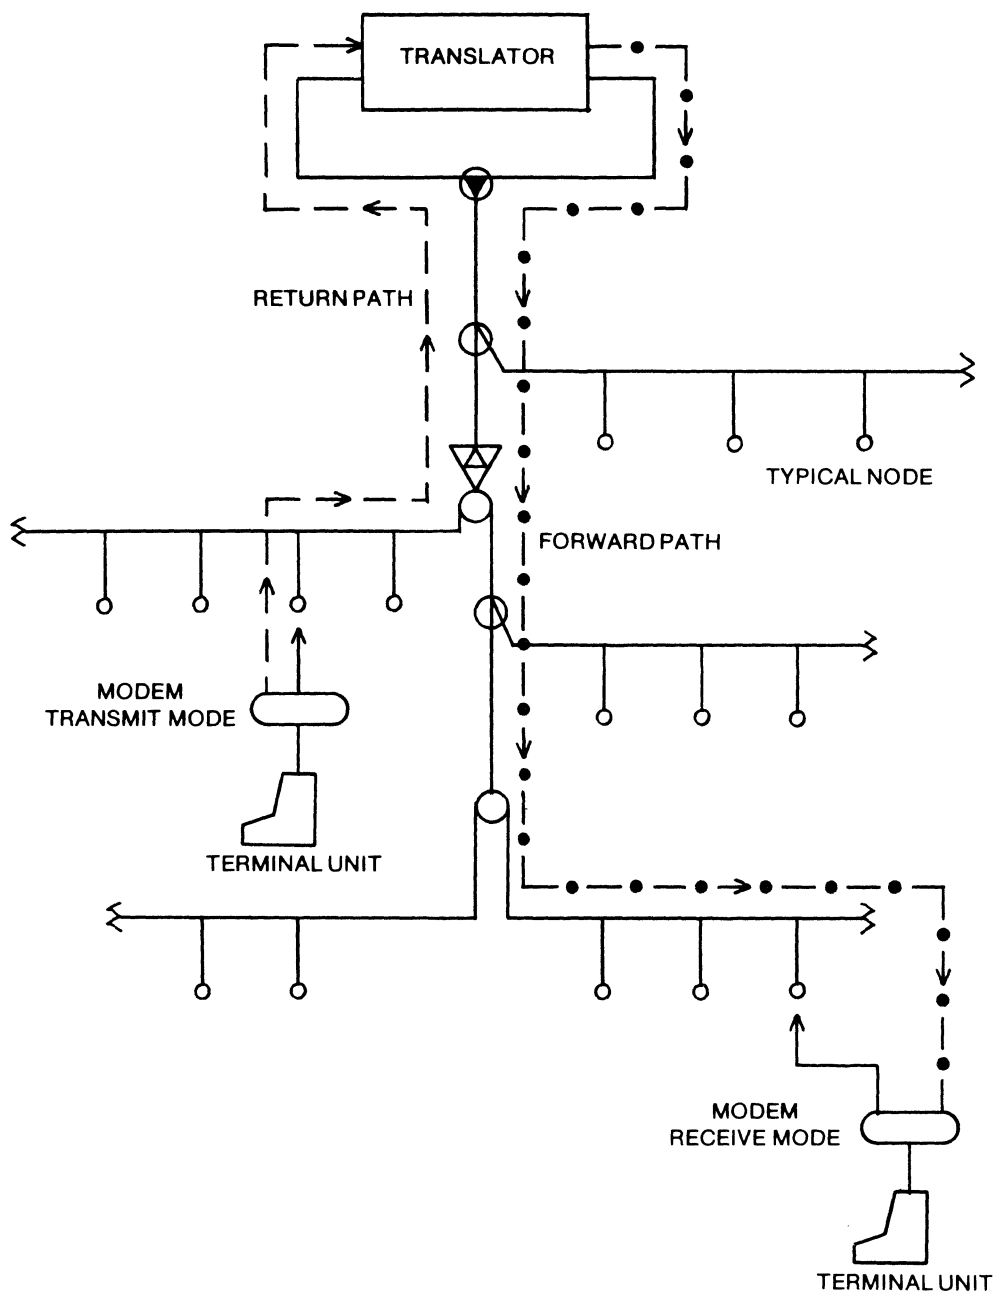 TRANSLATOR
RETURN PATH
TYPICAL NODE
FORWARD PATH
MODEM
TRANSMIT MODE
TERMINAL UNIT
MODEM
RECEIVE MODE
TERMINAL UNIT